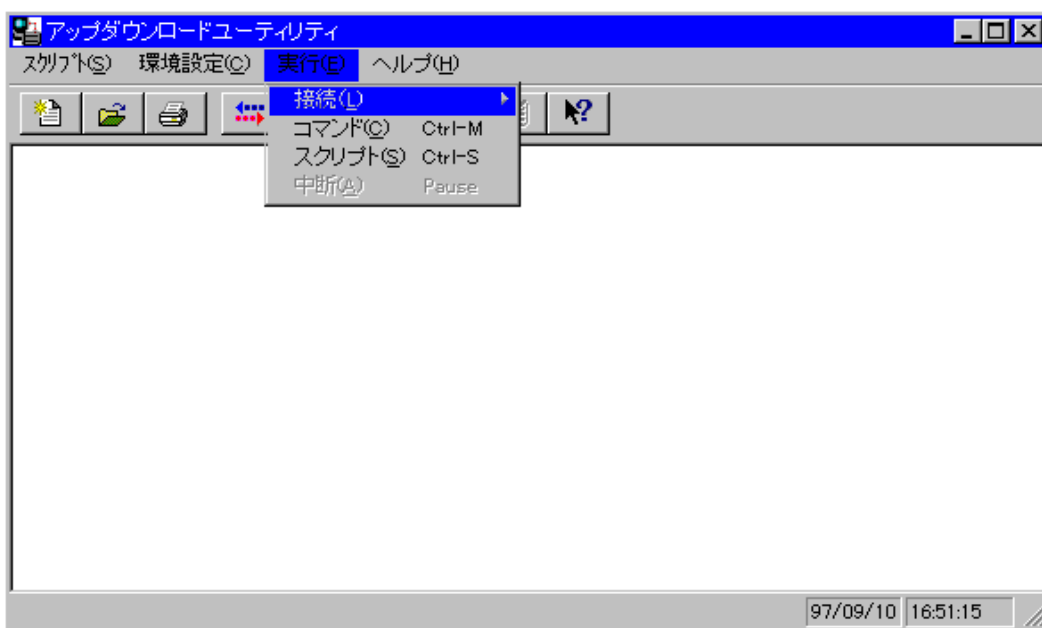 アップダウンロードユーティリティ
ｽｸﾘﾌﾟﾄ(S) 環境設定(C) 実行(E) ヘルプ(H)
接続(L)
コマンド(C) Ctrl-M
スクリプト(S) Ctrl-S
中断(A) Pause
97/09/10 16:51:15